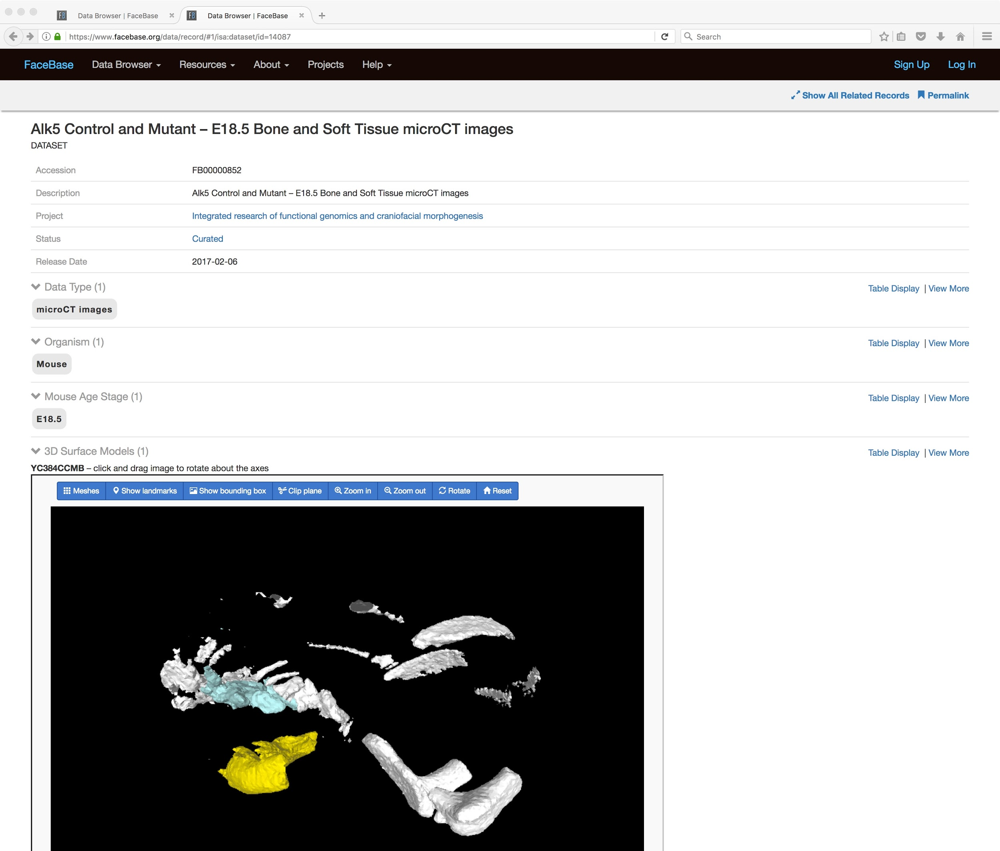 FB Data Browser | FaceBase × FB Data Browser | FaceBase × +
https://www.facebase.org/data/record/#1/isa:dataset/id=14087 Search
FaceBase Data Browser Resources About Projects Help Sign Up Log In
Show All Related Records Permalink
Alk5 Control and Mutant – E18.5 Bone and Soft Tissue microCT images
DATASET
Accession FB00000852
Description Alk5 Control and Mutant – E18.5 Bone and Soft Tissue microCT images
Project Integrated research of functional genomics and craniofacial morphogenesis
Status Curated
Release Date 2017-02-06
Data Type (1) Table Display | View More
microCT images
Organism (1) Table Display | View More
Mouse
Mouse Age Stage (1) Table Display | View More
E18.5
3D Surface Models (1) Table Display | View More
YC384CCMB – click and drag image to rotate about the axes
Meshes Show landmarks Show bounding box Clip plane Zoom in Zoom out Rotate Reset